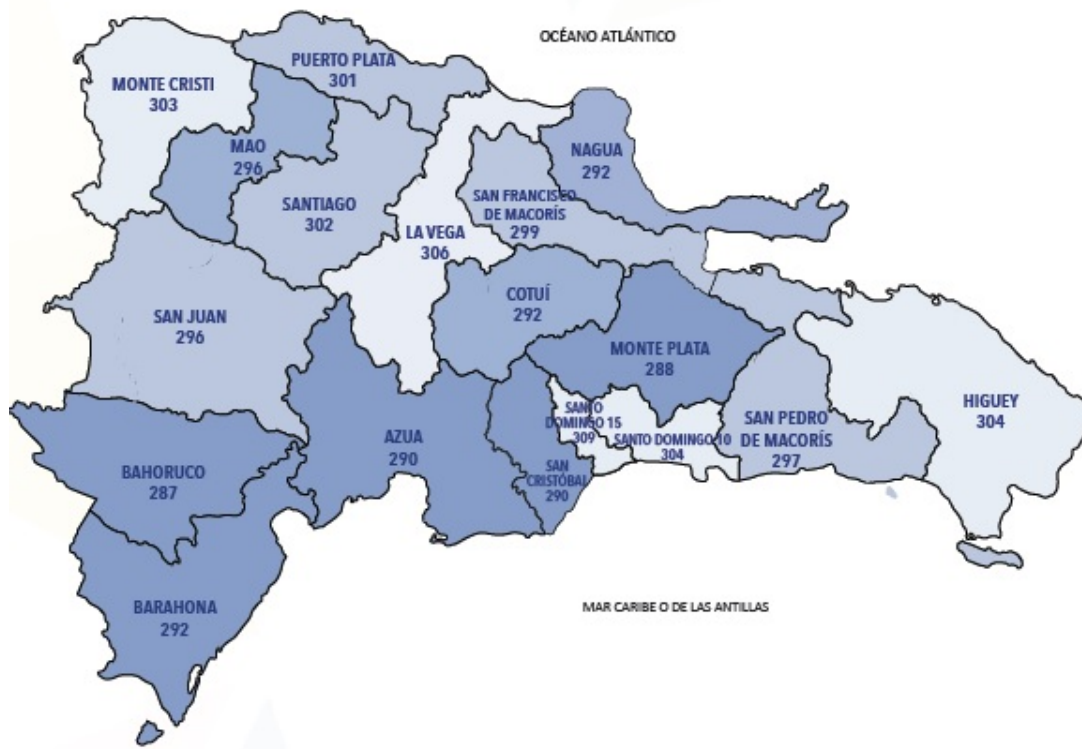 OCÉANO ATLÁNTICO
PUERTO PLATA
301
MONTE CRISTI
303
MAO
296
NAGUA
292
SANTIAGO
302
SAN FRANCISCO
DE MACORÍS
299
LA VEGA
306
COTUÍ
292
SAN JUAN
296
MONTE PLATA
288
HIGUEY
304
SANTO
DOMINGO 15
309
SANTO DOMINGO 10
304
SAN PEDRO
DE MACORÍS
297
AZUA
290
BAHORUCO
287
SAN
CRISTÓBAL
290
BARAHONA
292
MAR CARIBE O DE LAS ANTILLAS